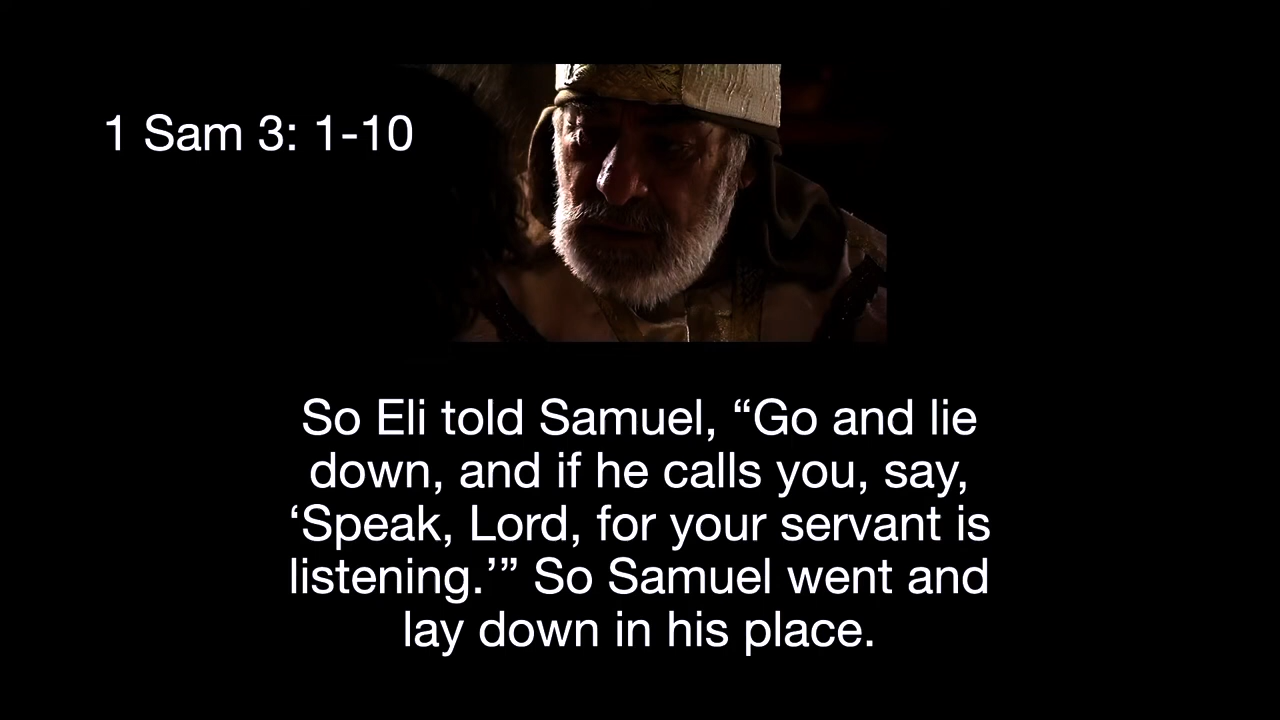 1 Sam 3: 1-10
So Eli told Samuel, “Go and lie
down, and if he calls you, say,
‘Speak, Lord, for your servant is
listening.’” So Samuel went and
lay down in his place.